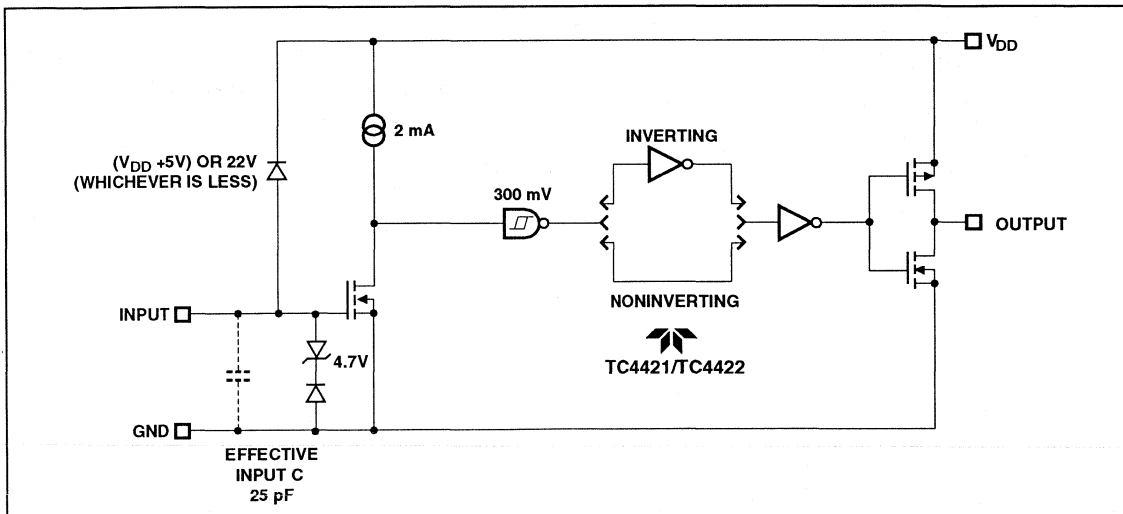 V_DD
2 mA
INVERTING
(V_DD +5V) OR 22V
(WHICHEVER IS LESS)
300 mV
OUTPUT
INPUT
NONINVERTING
4.7V
TC4421/TC4422
GND
EFFECTIVE
INPUT C
25 pF